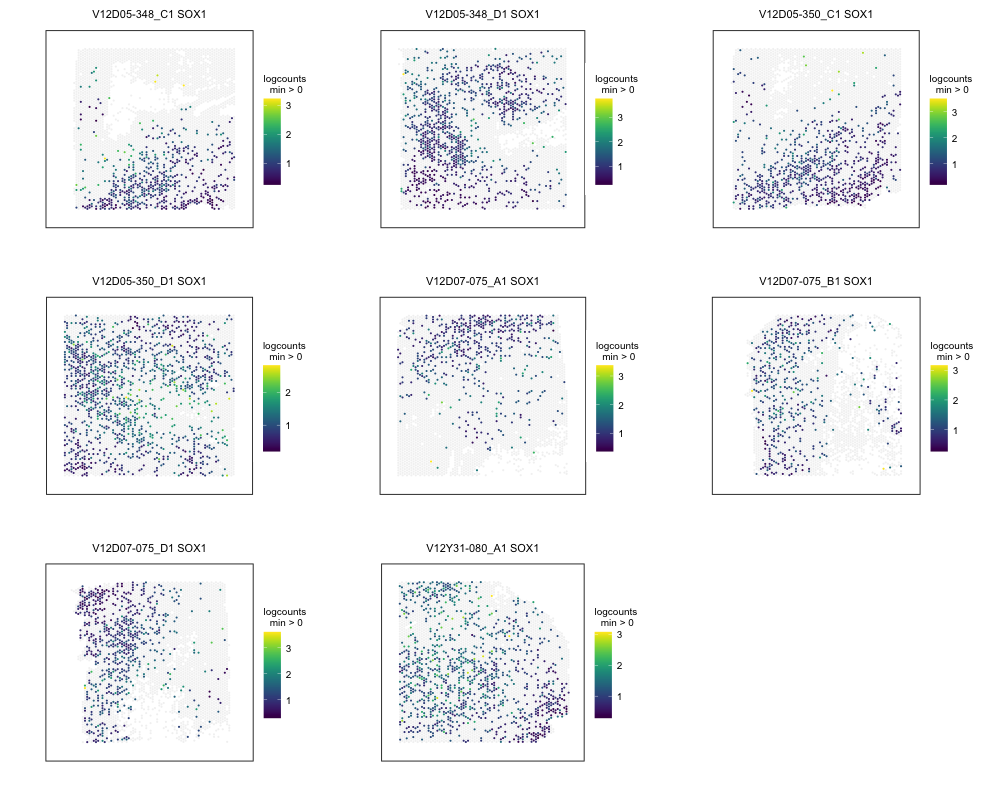 V12D05-348_C1 SOX1
logcounts
min > 0
3
2
1
V12D05-348_D1 SOX1
logcounts
min > 0
3
2
1
V12D05-350_C1 SOX1
logcounts
min > 0
3
2
1
V12D05-350_D1 SOX1
logcounts
min > 0
2
1
V12D07-075_A1 SOX1
logcounts
min > 0
3
2
1
V12D07-075_B1 SOX1
logcounts
min > 0
3
2
1
V12D07-075_D1 SOX1
logcounts
min > 0
3
2
1
V12Y31-080_A1 SOX1
logcounts
min > 0
3
2
1